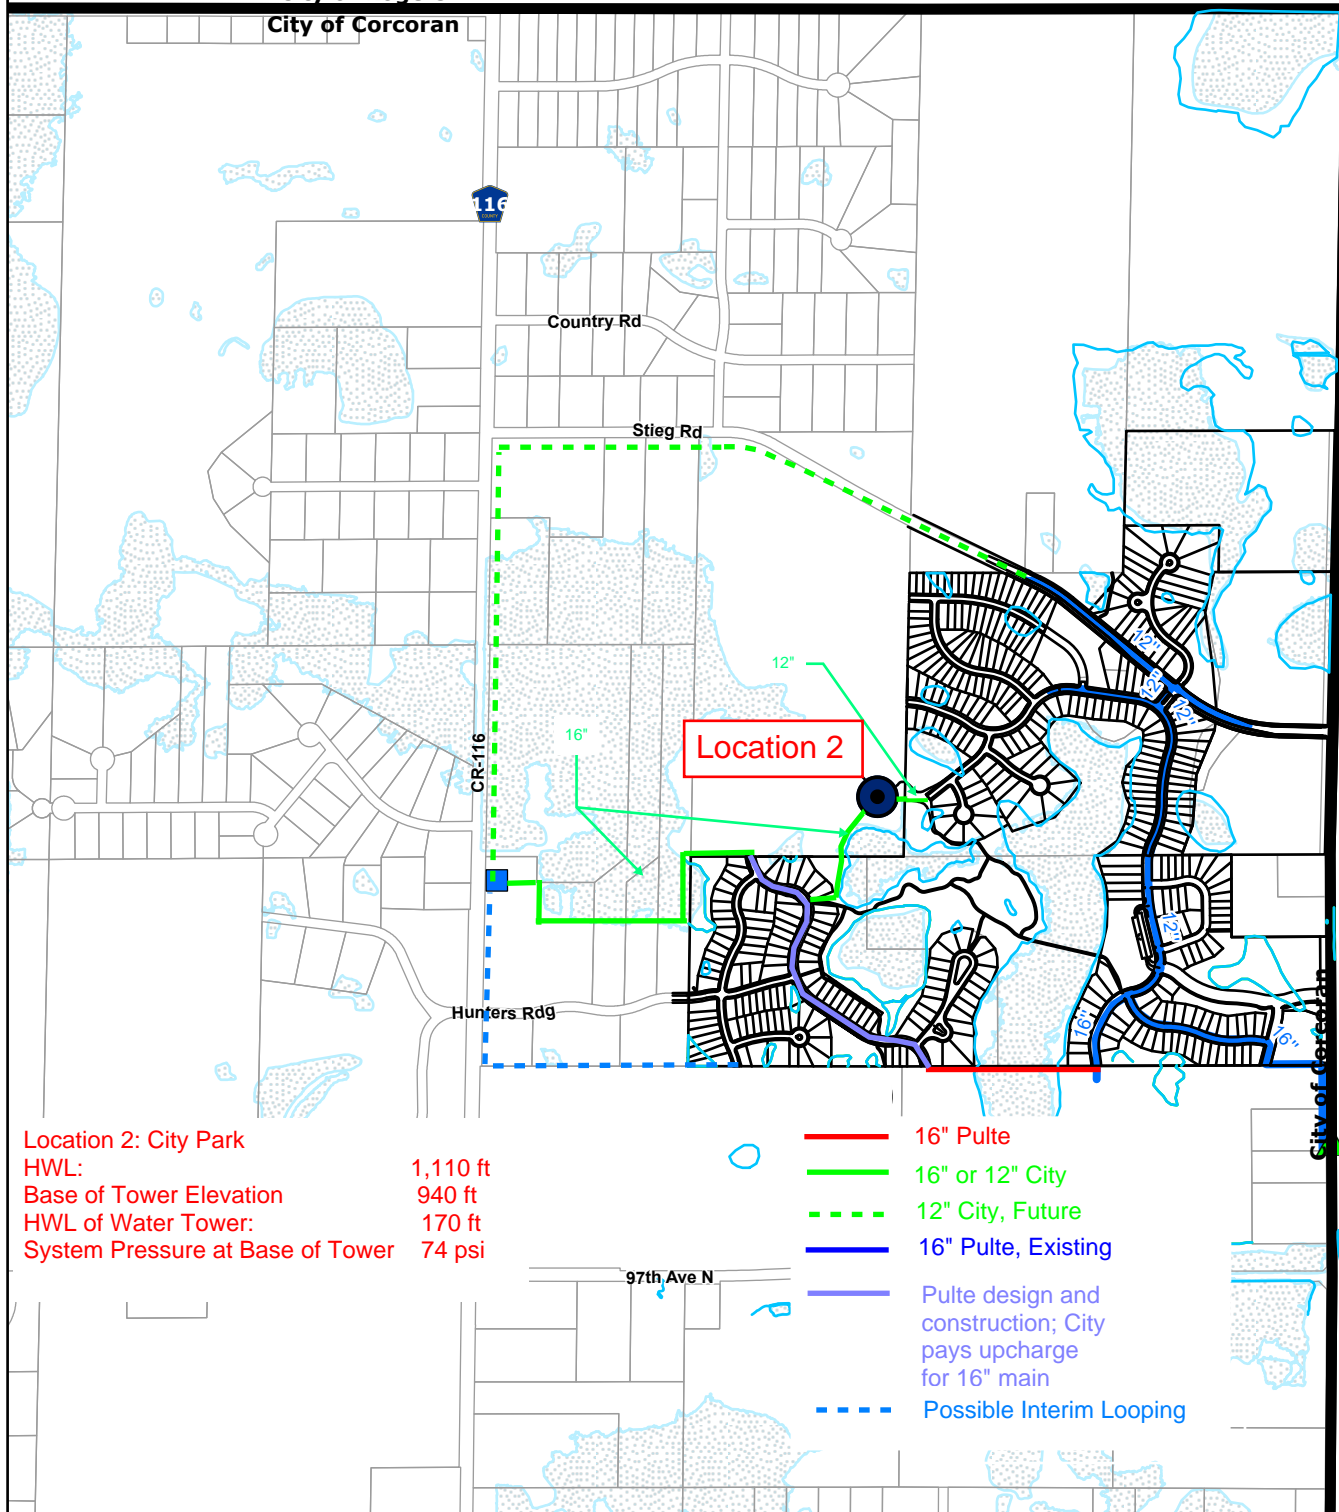 City of Corcoran
116
COUNTY
Country Rd
Stieg Rd
12"
12"
12"
12"
16"
CR-116
Location 2
12"
Hunters Rdg
16"
16"
City of Corcoran
Location 2: City Park
HWL: 1,110 ft
Base of Tower Elevation 940 ft
HWL of Water Tower: 170 ft
System Pressure at Base of Tower 74 psi
16" Pulte
16" or 12" City
12" City, Future
16" Pulte, Existing
Pulte design and
construction; City
pays upcharge
for 16" main
Possible Interim Looping
97th Ave N